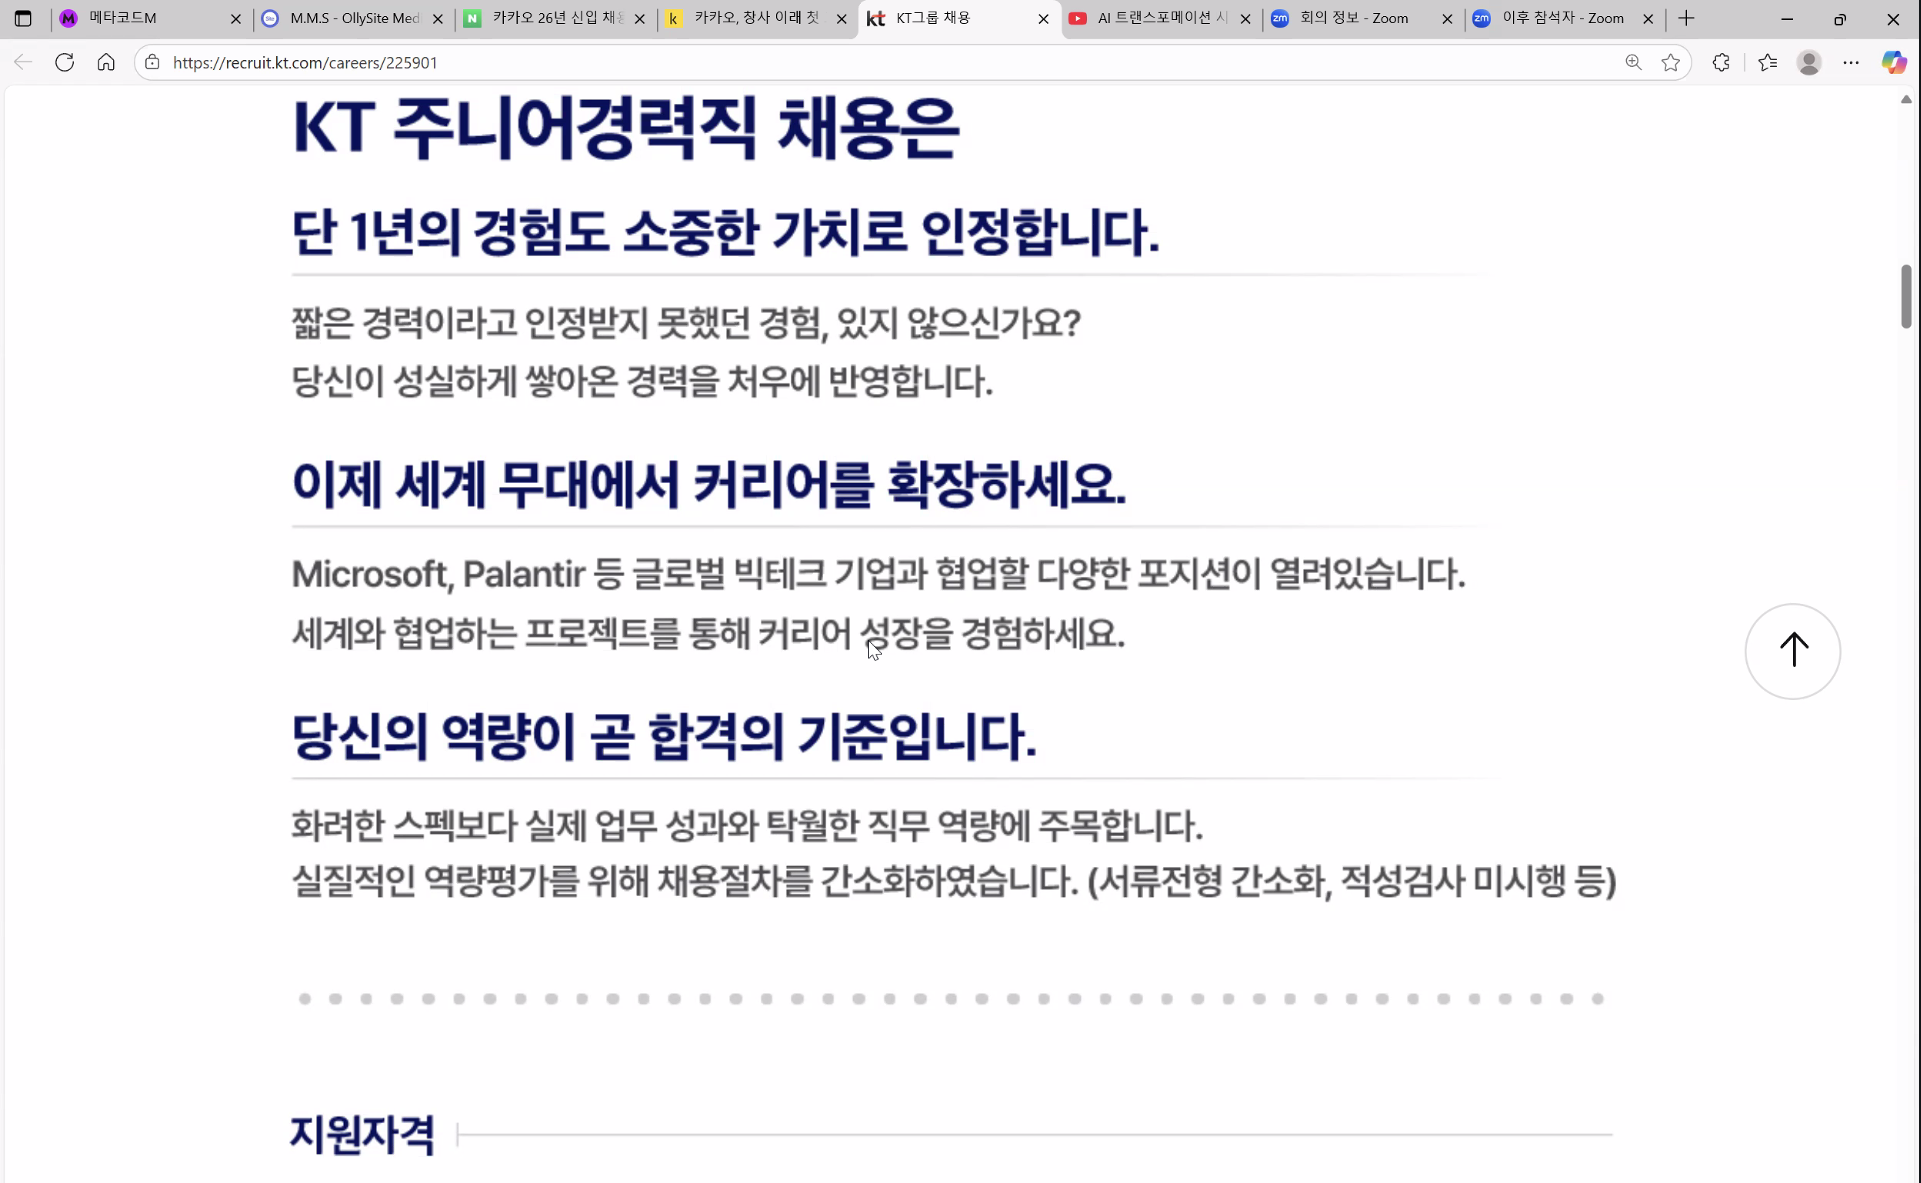 메타코드M
M.M.S - OllySite Med
카카오 26년 신입 채용
카카오, 창사 이래 첫
KT그룹 채용
AI 트랜스포메이션 시
회의 정보 - Zoom
이후 참석자 - Zoom
https://recruit.kt.com/careers/225901
KT 주니어경력직 채용은
단 1년의 경험도 소중한 가치로 인정합니다.
짧은 경력이라고 인정받지 못했던 경험, 있지 않으신가요?
당신이 성실하게 쌓아온 경력을 처우에 반영합니다.
이제 세계 무대에서 커리어를 확장하세요.
Microsoft, Palantir 등 글로벌 빅테크 기업과 협업할 다양한 포지션이 열려있습니다.
세계와 협업하는 프로젝트를 통해 커리어 성장을 경험하세요.
당신의 역량이 곧 합격의 기준입니다.
화려한 스펙보다 실제 업무 성과와 탁월한 직무 역량에 주목합니다.
실질적인 역량평가를 위해 채용절차를 간소화하였습니다. (서류전형 간소화, 적성검사 미시행 등)
지원자격